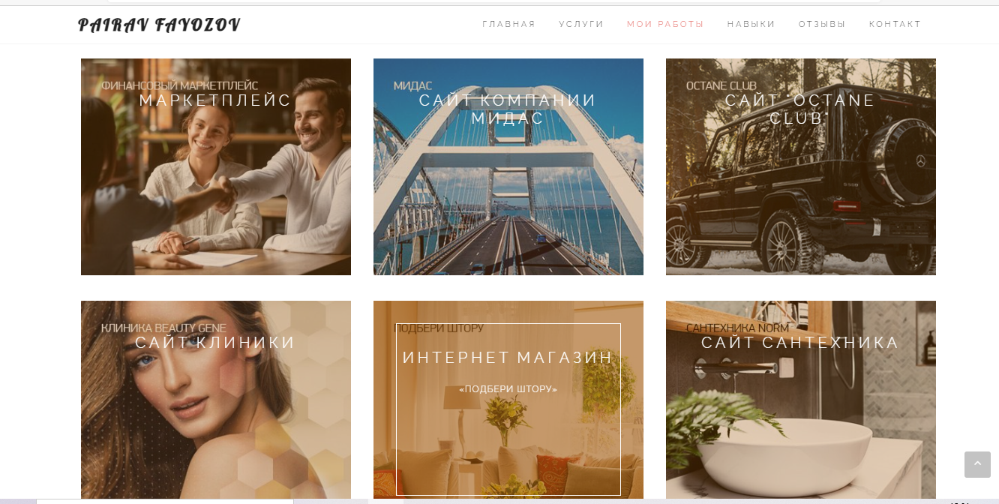 PAIRAV FAYOZOV
ГЛАВНАЯ УСЛУГИ МОИ РАБОТЫ НАВЫКИ ОТЗЫВЫ КОНТАКТ
ФИНАНСОВЫЙ МАРКЕТПЛЕЙС
МАРКЕТПЛЕЙС
МИДАС
САЙТ КОМПАНИИ
МИДАС
OCTANE CLUB
САЙТ "OCTANE
CLUB"
КЛИНИКА BEAUTY GENE
САЙТ КЛИНИКИ
ПОДБЕРИ ШТОРУ
ИНТЕРНЕТ МАГАЗИН
«ПОДБЕРИ ШТОРУ»
САНТЕХНИКА NORM
САЙТ САНТЕХНИКА